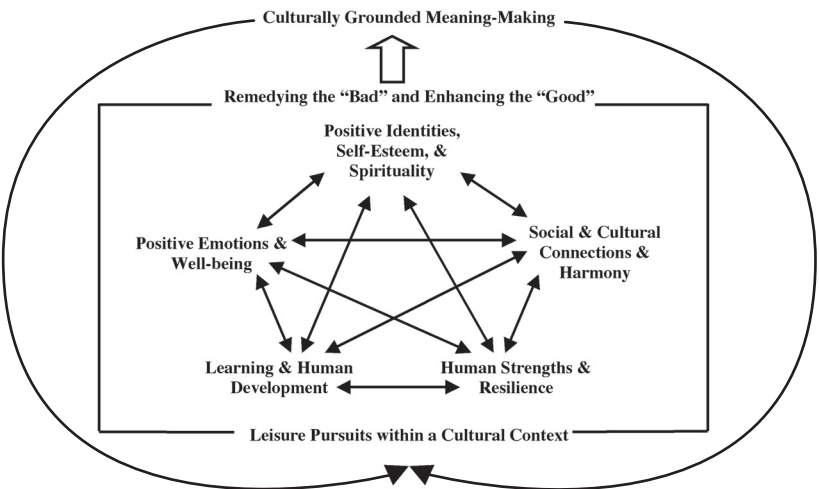 Culturally Grounded Meaning-Making
Remedying the “Bad” and Enhancing the “Good”
Positive Identities,
Self-Esteem, &
Spirituality
Positive Emotions &
Well-being
Social & Cultural
Connections &
Harmony
Learning & Human
Development
Human Strengths &
Resilience
Leisure Pursuits within a Cultural Context